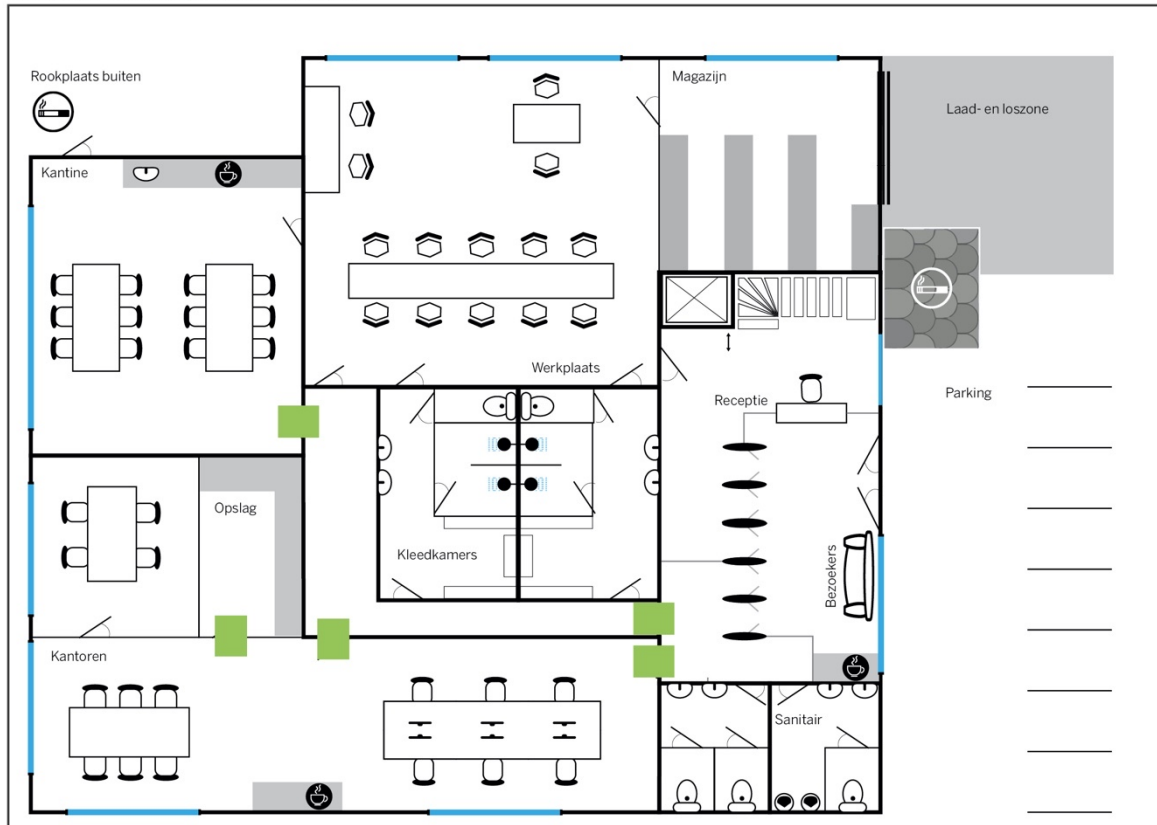 Rookplaats buiten
Magazijn
Laad- en loszone
Kantine
Werkplaats
Receptie
Parking
Opslag
Kleedkamers
Bezoekers
Kantoren
Sanitair